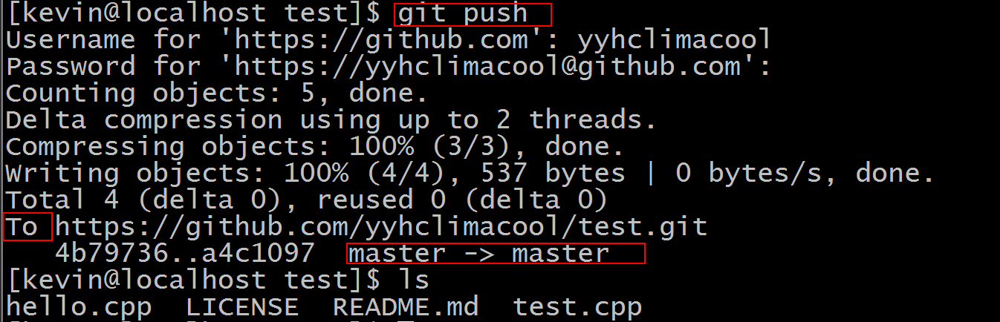 [kevin@localhost test]$ git push
Username for 'https://github.com': yyhclimacool
Password for 'https://yyhclimacool@github.com':
Counting objects: 5, done.
Delta compression using up to 2 threads.
Compressing objects: 100% (3/3), done.
Writing objects: 100% (4/4), 537 bytes | 0 bytes/s, done.
Total 4 (delta 0), reused 0 (delta 0)
To https://github.com/yyhclimacool/test.git
   4b79736..a4c1097  master -> master
[kevin@localhost test]$ ls
hello.cpp  LICENSE  README.md  test.cpp